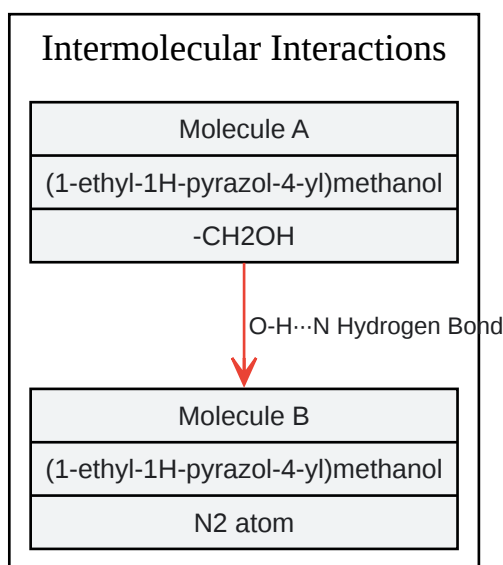 Intermolecular Interactions
Molecule A
(1-ethyl-1H-pyrazol-4-yl)methanol
-CH2OH
O-H···N Hydrogen Bond
Molecule B
(1-ethyl-1H-pyrazol-4-yl)methanol
N2 atom